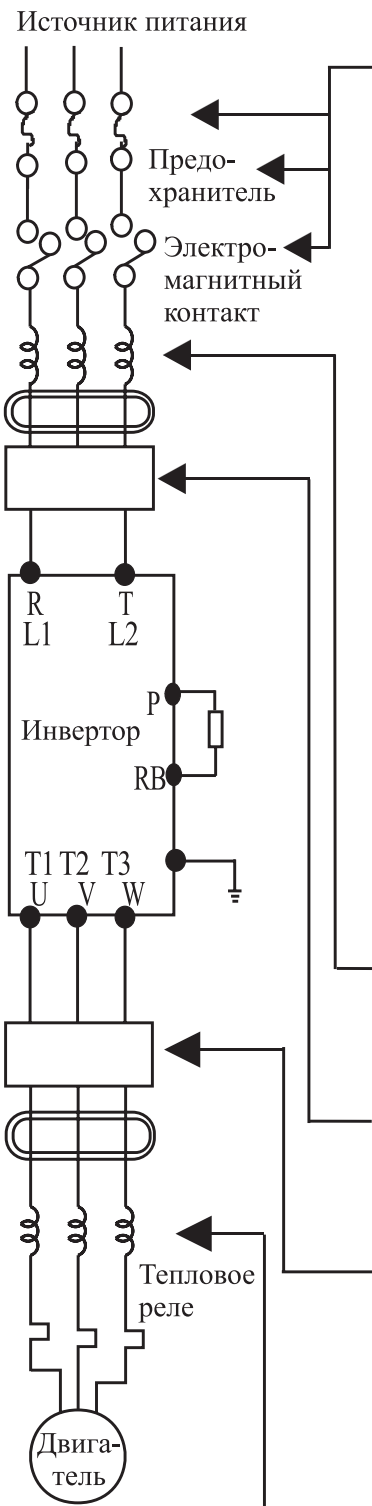 Источник питания
Предо-
хранитель
Электро-
магнитный
контакт
R T
L1 L2
P
Инвертор
RB
T1 T2 T3
U V W
Тепловое
реле
Двига-
тель